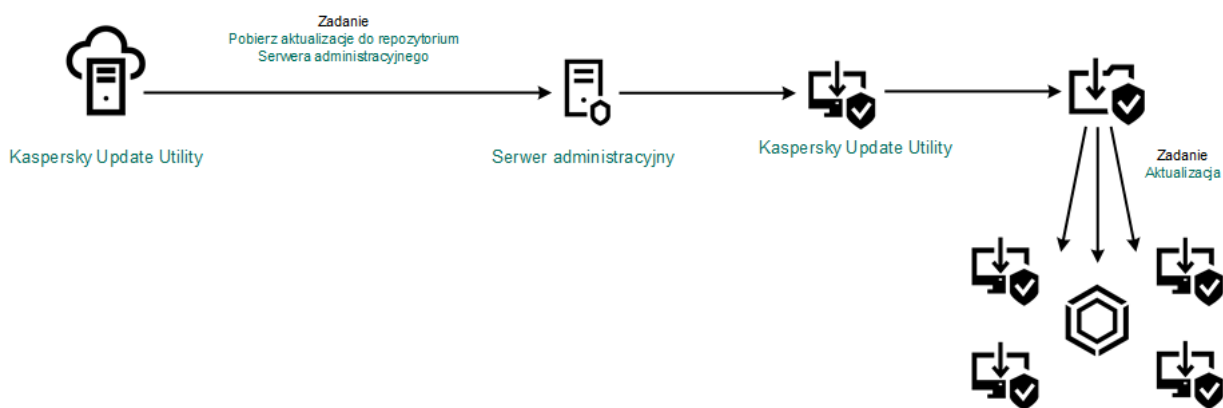 Zadanie
Pobierz aktualizacje do repozytorium
Serwera administracyjnego
Kaspersky Update Utility
Serwer administracyjny
Kaspersky Update Utility
Zadanie
Aktualizacja